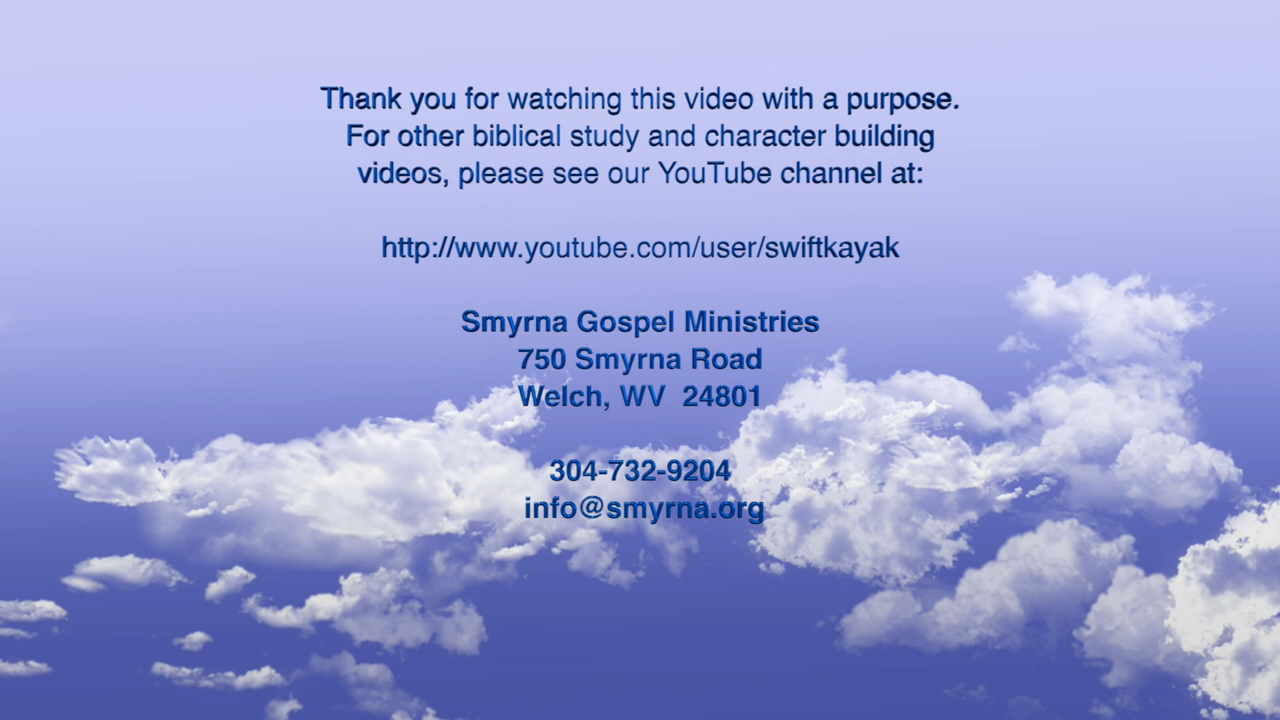 Thank you for watching this video with a purpose.
For other biblical study and character building
videos, please see our YouTube channel at:
http://www.youtube.com/user/swiftkayak
Smyrna Gospel Ministries
750 Smyrna Road
Welch, WV  24801
304-732-9204
info@smyrna.org